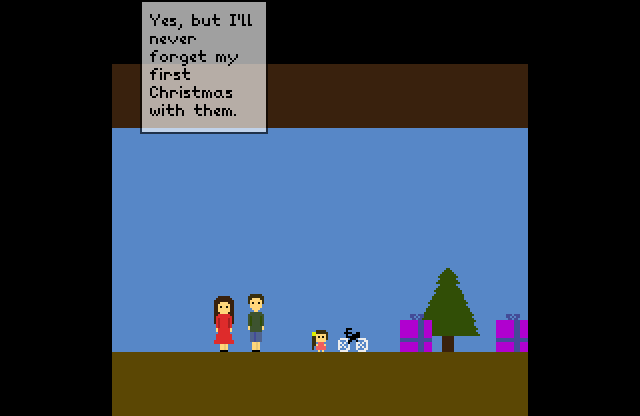 Yes, but I'll
never
forget my
first
Christmas
with them.